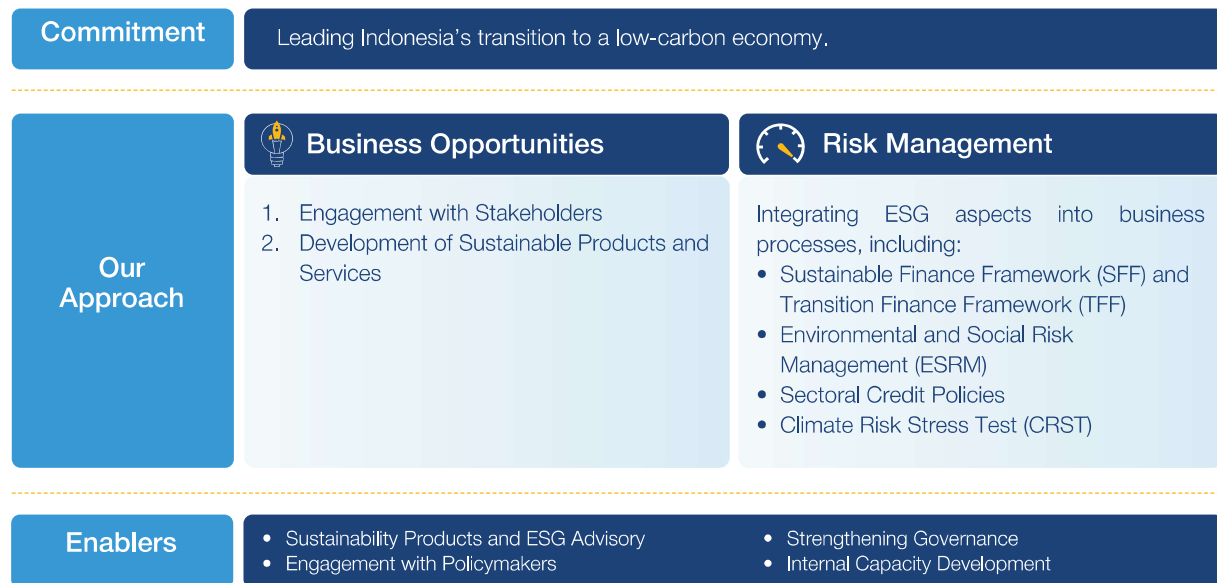 Commitment
Leading Indonesia's transition to a low-carbon economy.
Our
Approach
Business Opportunities
1. Engagement with Stakeholders
2. Development of Sustainable Products and
Services
Risk Management
Integrating ESG aspects into business
processes, including:
• Sustainable Finance Framework (SFF) and
Transition Finance Framework (TFF)
• Environmental and Social Risk
Management (ESRM)
• Sectoral Credit Policies
• Climate Risk Stress Test (CRST)
Enablers
• Sustainability Products and ESG Advisory
• Engagement with Policymakers
• Strengthening Governance
• Internal Capacity Development